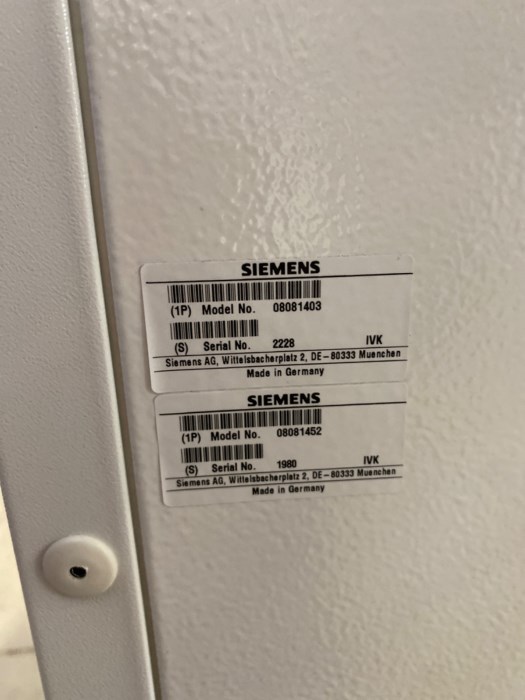 SIEMENS
(1P) Model No. 08081403
(S) Serial No. 2228 IVK
Siemens AG, Wittelsbacherplatz 2, DE-80333 Muenchen
Made in Germany
SIEMENS
(1P) Model No. 08081452
(S) Serial No. 1980 IVK
Siemens AG, Wittelsbacherplatz 2, DE-80333 Muenchen
Made in Germany